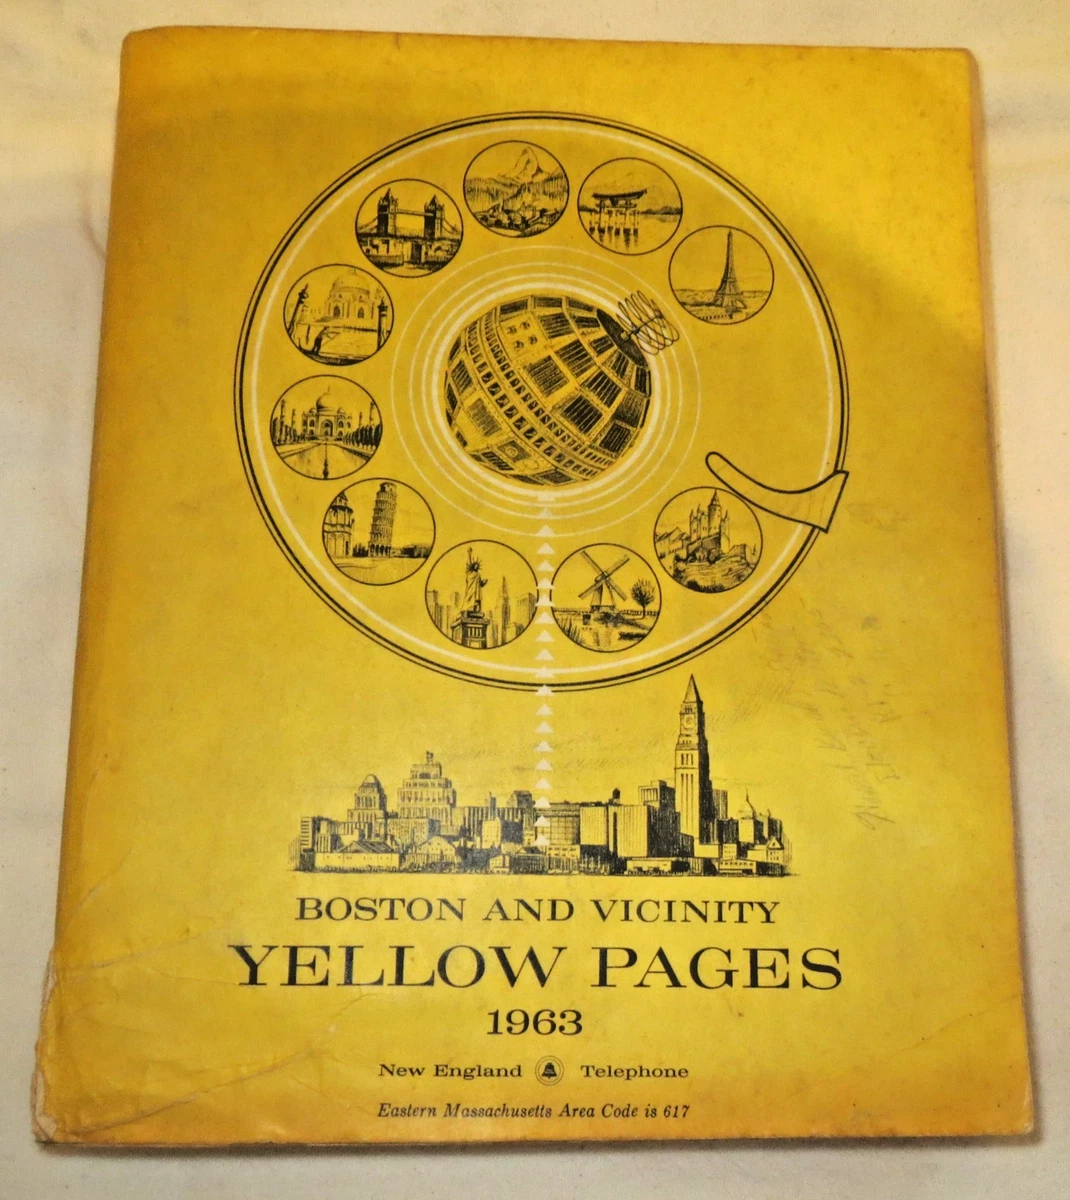 BOSTON AND VICINITY
YELLOW PAGES
1963
New England Telephone
Eastern Massachusetts Area Code is 617